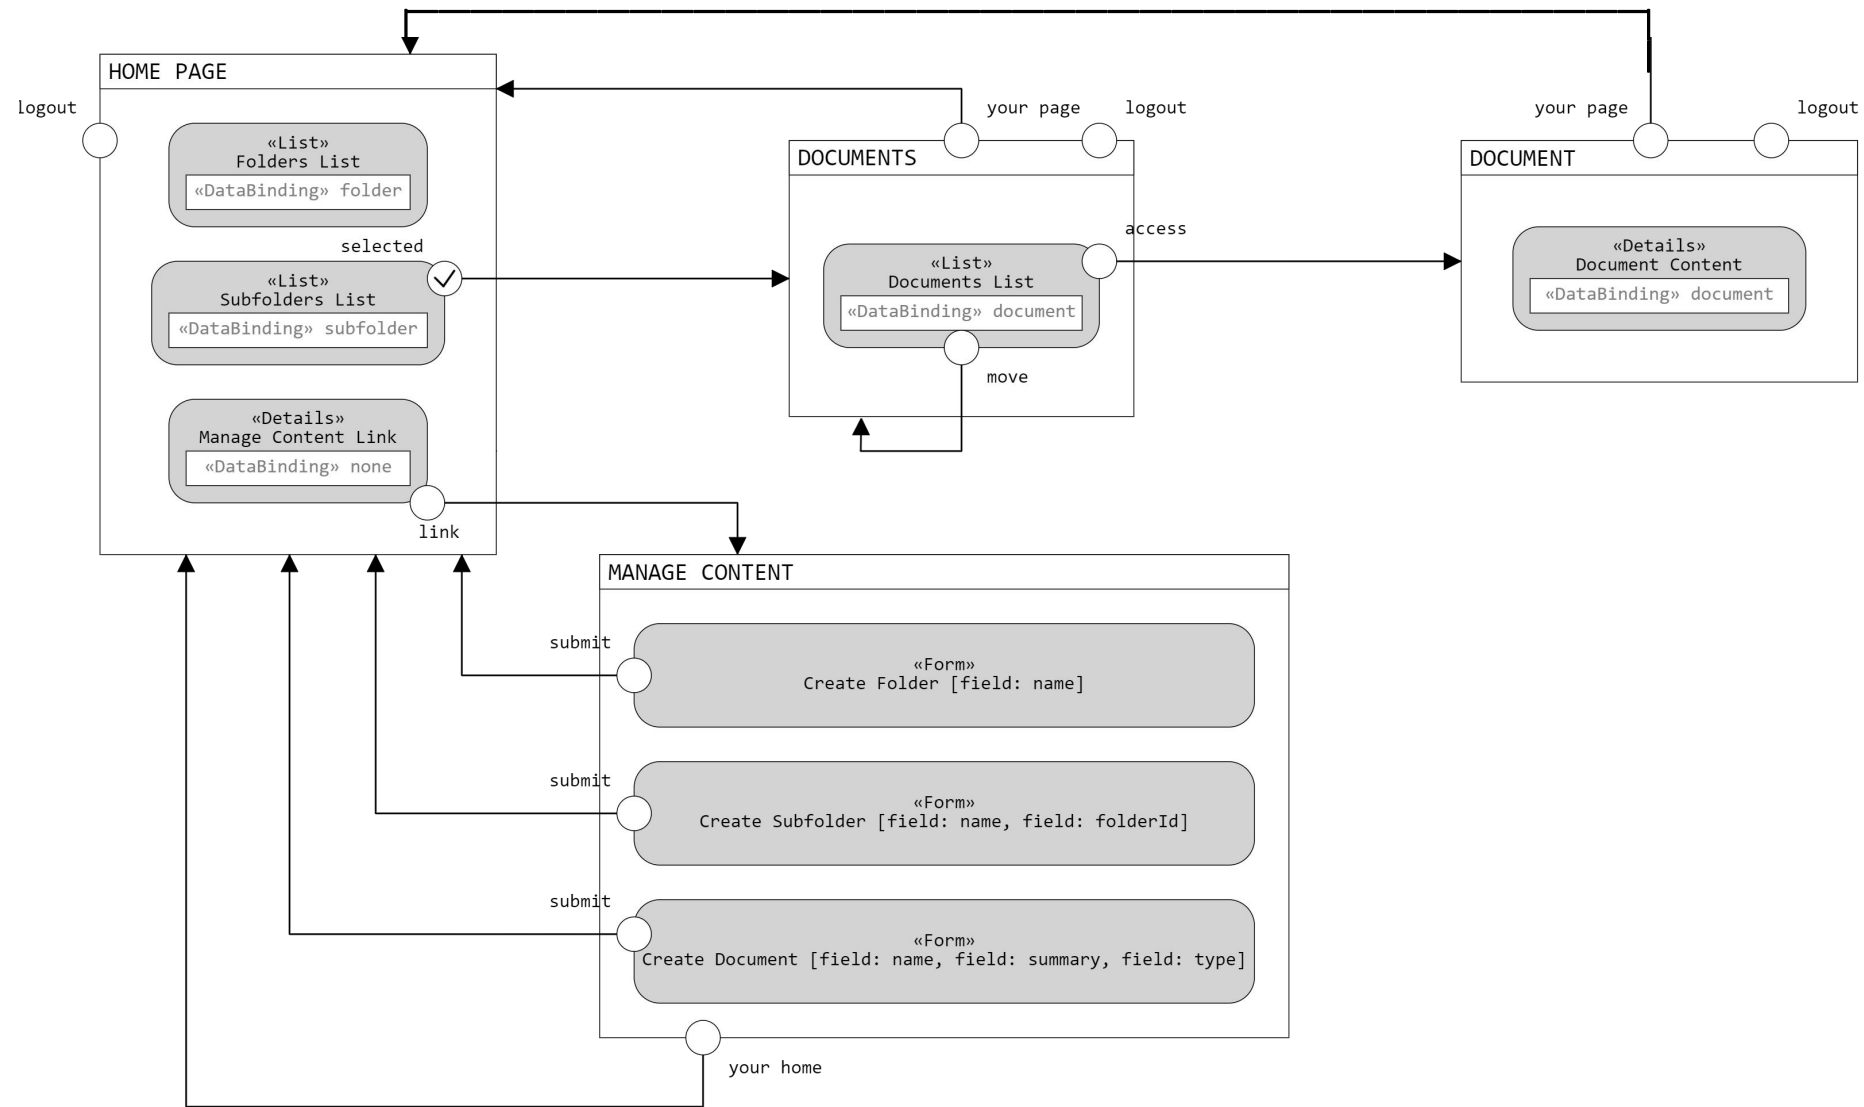 HOME PAGE
logout
«List»
Folders List
«DataBinding» folder
selected
«List»
Subfolders List
«DataBinding» subfolder
«Details»
Manage Content Link
«DataBinding» none
link
your page
logout
DOCUMENTS
access
«List»
Documents List
«DataBinding» document
move
your page
logout
DOCUMENT
«Details»
Document Content
«DataBinding» document
MANAGE CONTENT
submit
«Form»
Create Folder [field: name]
submit
«Form»
Create Subfolder [field: name, field: folderId]
submit
«Form»
Create Document [field: name, field: summary, field: type]
your home